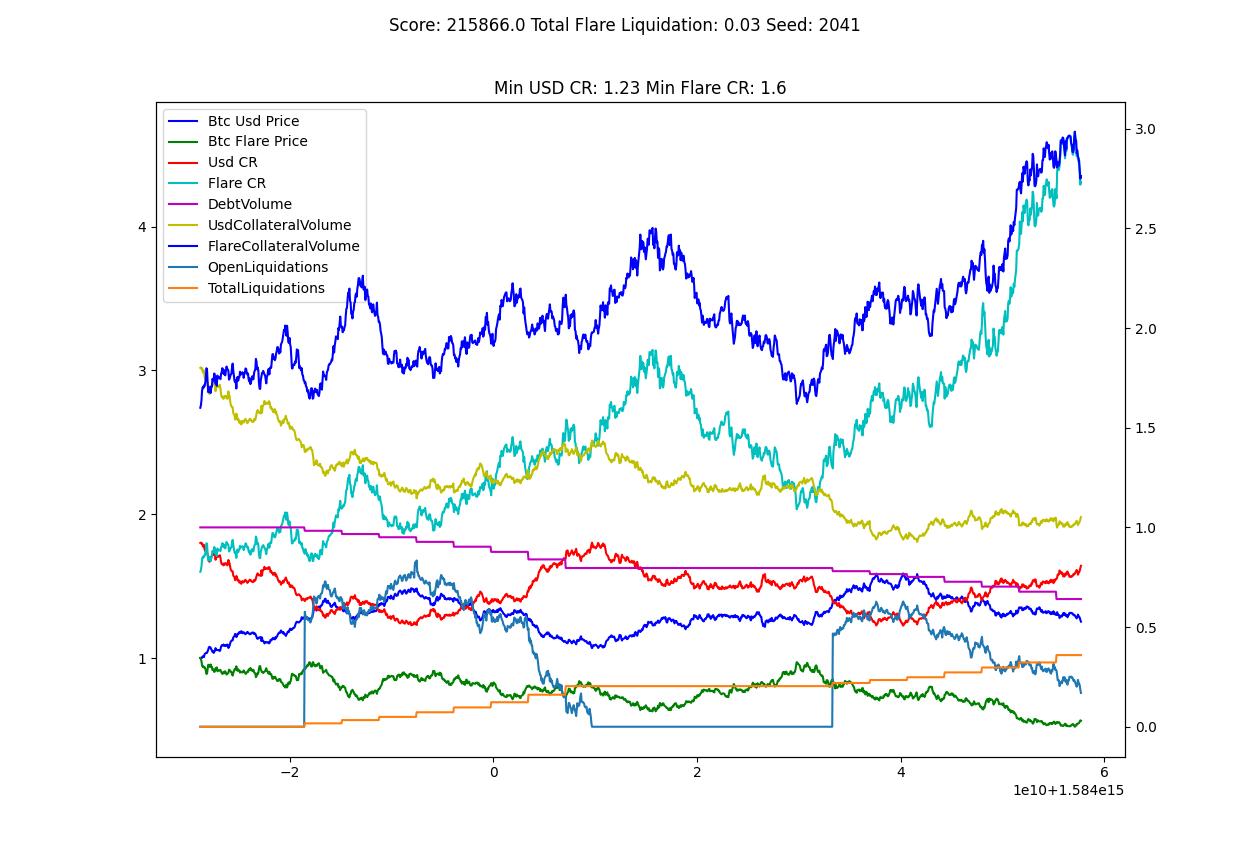 Score: 215866.0 Total Flare Liquidation: 0.03 Seed: 2041
Min USD CR: 1.23 Min Flare CR: 1.6
Btc Usd Price
Btc Flare Price
Usd CR
Flare CR
DebtVolume
UsdCollateralVolume
FlareCollateralVolume
OpenLiquidations
TotalLiquidations
4
3
2
1
3.0
2.5
2.0
1.5
1.0
0.5
0.0
−2 0 2 4 6
1e10+1.584e15